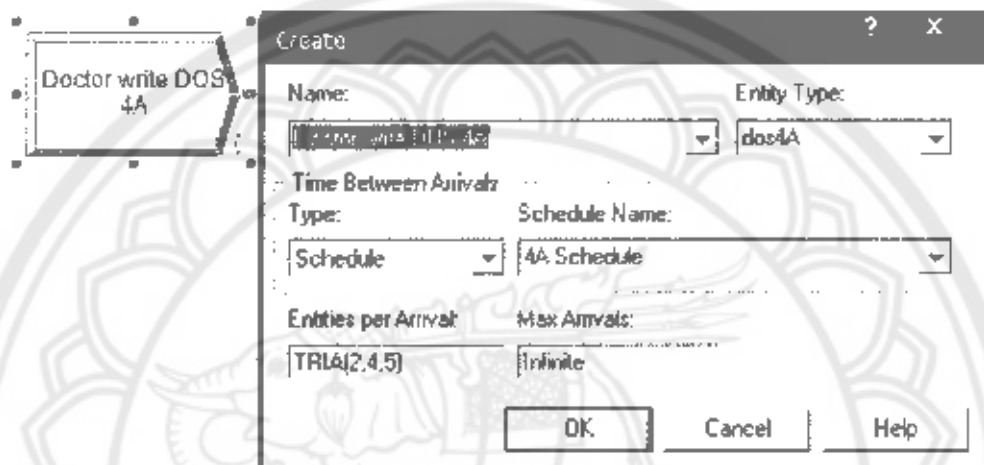 Create ? X
Doctor write DOS
4A
Name: Entity Type:
dos4A
Time Between Arrivals
Type: Schedule Name:
Schedule 4A Schedule
Entities per Arrival: Max Arrivals:
TRIA(2,4,5) Infinite
OK Cancel Help